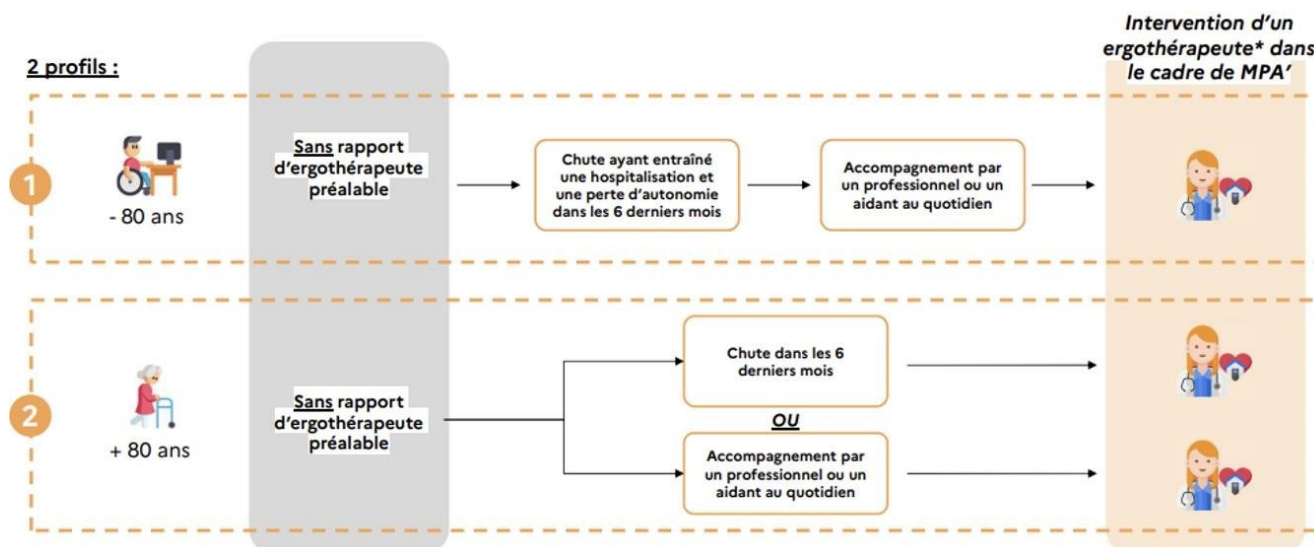 Intervention d'un
ergothérapeute* dans
le cadre de MPA'
2 profils :
1
- 80 ans
Sans rapport
d'ergothérapeute
préalable
Chute ayant entraîné
une hospitalisation et
une perte d'autonomie
dans les 6 derniers mois
Accompagnement par
un professionnel ou un
aidant au quotidien
2
+ 80 ans
Sans rapport
d'ergothérapeute
préalable
Chute dans les 6
derniers mois
OU
Accompagnement par
un professionnel ou un
aidant au quotidien